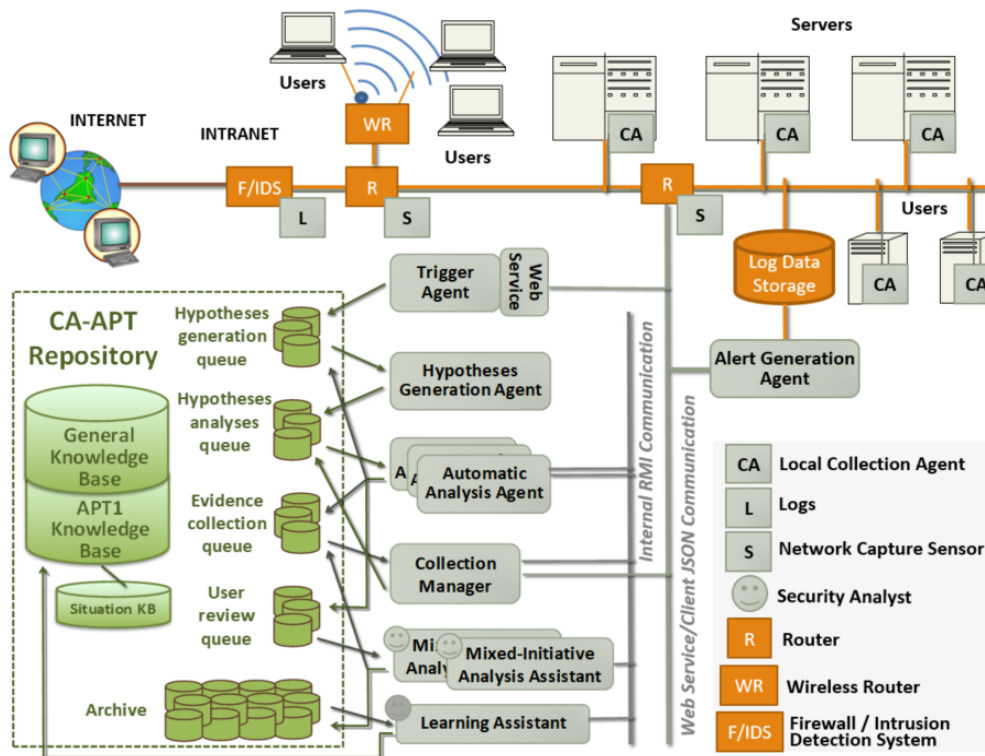 Servers
Users
INTERNET
INTRANET
WR
Users
CA
CA
CA
F/IDS
R
R
L
S
S
Users
Trigger
Agent
Web
Service
Log Data
Storage
CA
CA
CA-APT
Repository
Hypotheses
generation
queue
Hypotheses
Generation Agent
Alert Generation
Agent
General
Knowledge
Base
APT1
Knowledge
Base
Situation KB
Hypotheses
analyses
queue
A
Automatic
Analysis Agent
Evidence
collection
queue
Collection
Manager
User
review
queue
Mix
Analy
Mixed-Initiative
Analysis Assistant
Archive
Learning Assistant
Internal RMI Communication
Web Service/Client JSON Communication
CA
Local Collection Agent
L
Logs
S
Network Capture Sensor
Security Analyst
R
Router
WR
Wireless Router
F/IDS
Firewall / Intrusion
Detection System